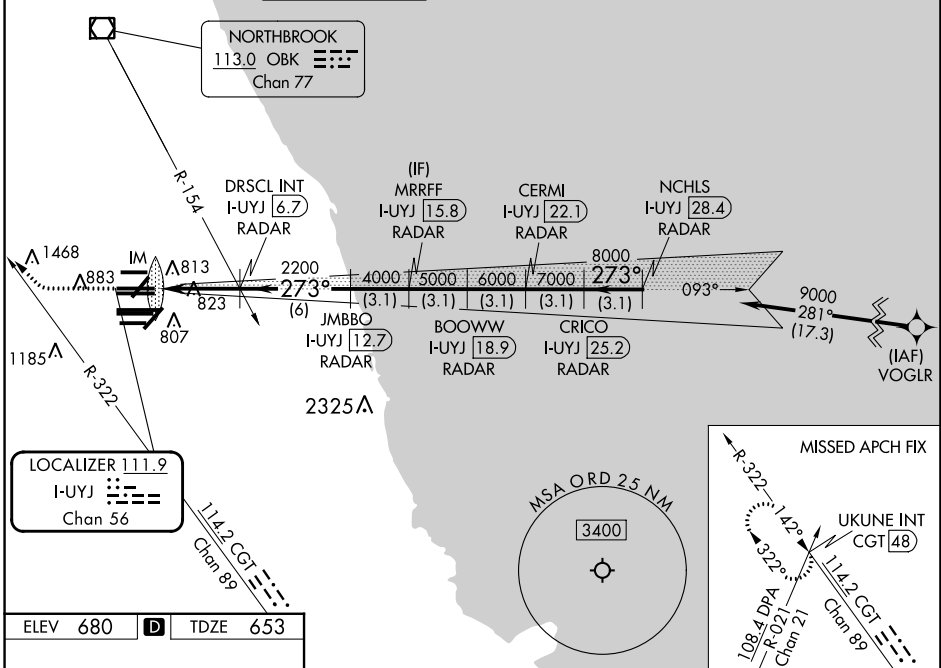 NORTHBROOK
113.0 OBK
Chan 77
R-154
DRSCL INT
I-UYJ 6.7
RADAR
(IF)
MRRFF
I-UYJ 15.8
RADAR
CERMI
I-UYJ 22.1
RADAR
NCHLS
I-UYJ 28.4
RADAR
1468
883
IM
813
823
807
1185
2200
273°
(6)
4000
(3.1)
5000
(3.1)
6000
(3.1)
7000
(3.1)
8000
273°
(3.1)
093°
9000
281°
(17.3)
(IAF)
VOGLR
JMBBO
I-UYJ 12.7
RADAR
BOOWW
I-UYJ 18.9
RADAR
CRICO
I-UYJ 25.2
RADAR
R-322
2325
LOCALIZER 111.9
I-UYJ
Chan 56
114.2 CGT
Chan 89
MSA ORD 25 NM
3400
MISSED APCH FIX
R-322
142°
322°
UKUNE INT
CGT 48
114.2 CGT
Chan 89
108.4 DPA
R-021
Chan 21
ELEV 680 D TDZE 653